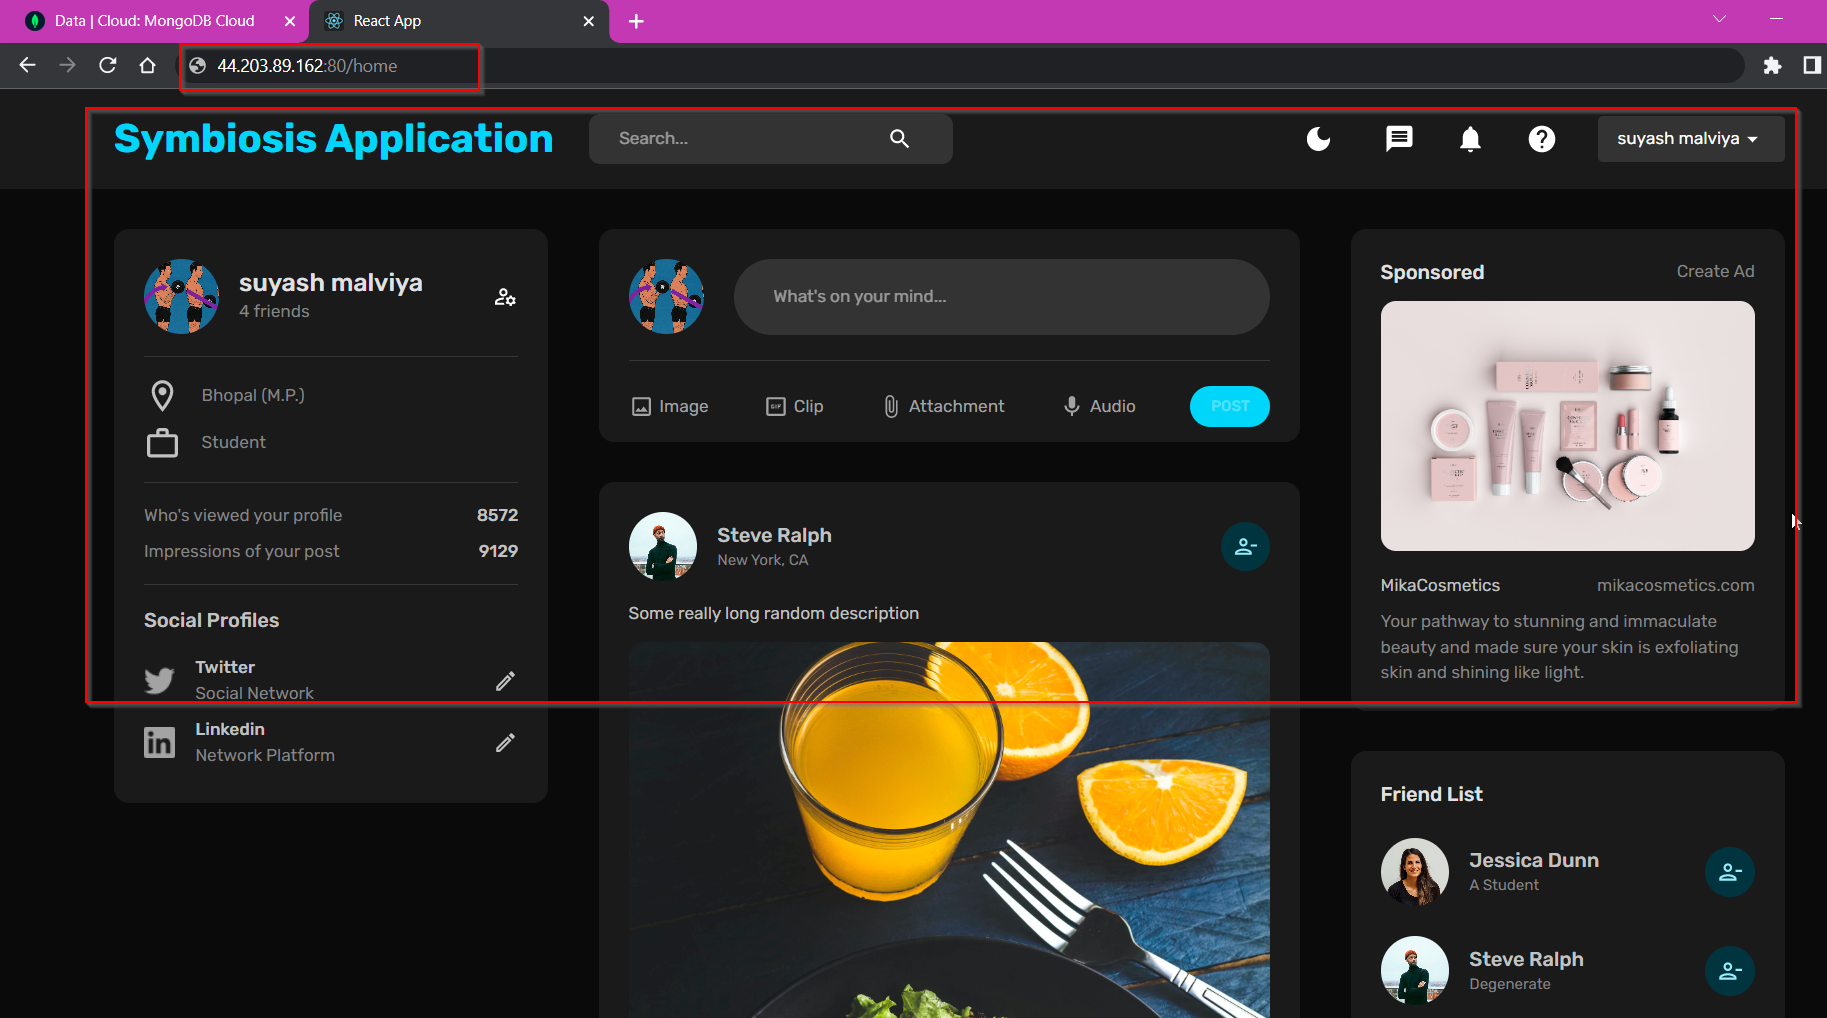 Data | Cloud: MongoDB Cloud
React App
44.203.89.162:80/home
Symbiosis Application
Search...
suyash malviya
suyash malviya
4 friends
Bhopal (M.P.)
Student
Who's viewed your profile 8572
Impressions of your post 9129
Social Profiles
Twitter
Social Network
Linkedin
Network Platform
What's on your mind...
Image
GIF
Clip
Attachment
Audio
POST
Steve Ralph
New York, CA
Some really long random description
Sponsored
Create Ad
MikaCosmetics
mikacosmetics.com
Your pathway to stunning and immaculate
beauty and made sure your skin is exfoliating
skin and shining like light.
Friend List
Jessica Dunn
A Student
Steve Ralph
Degenerate